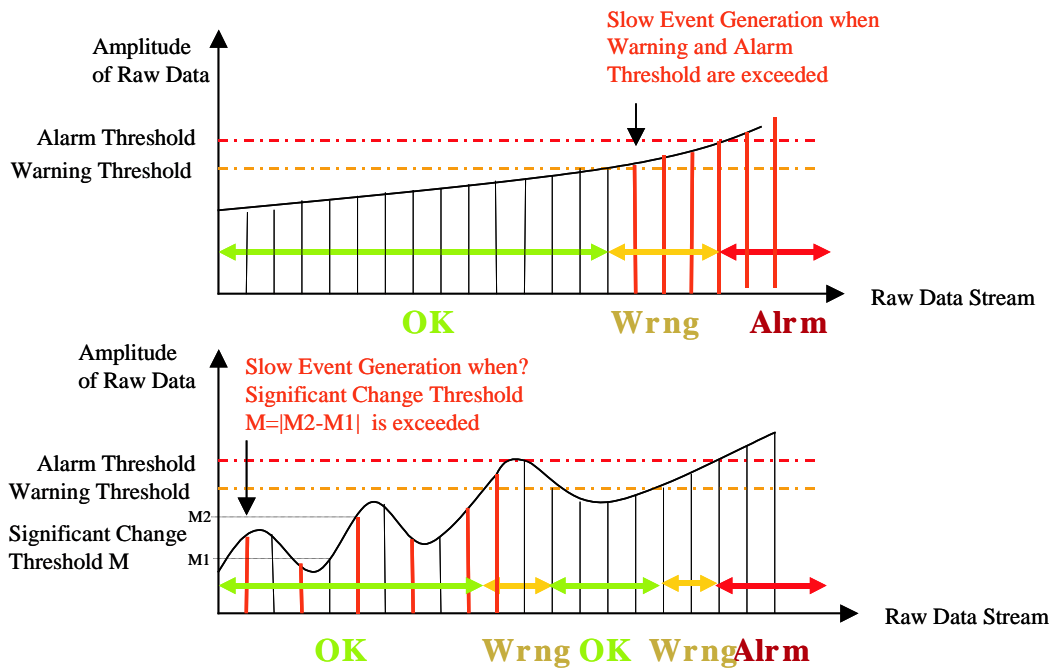 Slow Event Generation when
Warning and Alarm
Threshold are exceeded
Amplitude
of Raw Data
Alarm Threshold
Warning Threshold
Raw Data Stream
OK
Wrng
Alrm
Amplitude
of Raw Data
Slow Event Generation when?
Significant Change Threshold
M=|M2-M1| is exceeded
Alarm Threshold
Warning Threshold
M2
Significant Change
Threshold M
M1
Raw Data Stream
OK
Wrng
OK
Wrng
Alrm